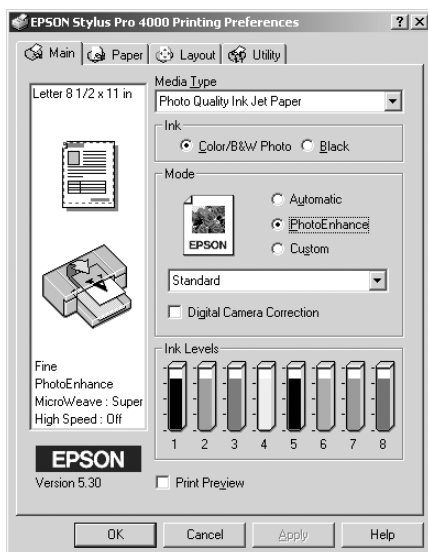 EPSON Stylus Pro 4000 Printing Preferences
Main Paper Layout Utility
Letter 8 1/2 x 11 in
Media Type
Photo Quality Ink Jet Paper
Ink
Color/B&W Photo Black
Mode
EPSON
Automatic
PhotoEnhance
Custom
Standard
Digital Camera Correction
Ink Levels
1 2 3 4 5 6 7 8
Fine
PhotoEnhance
MicroWeave : Super
High Speed : Off
EPSON
Version 5.30
Print Preview
OK Cancel Apply Help